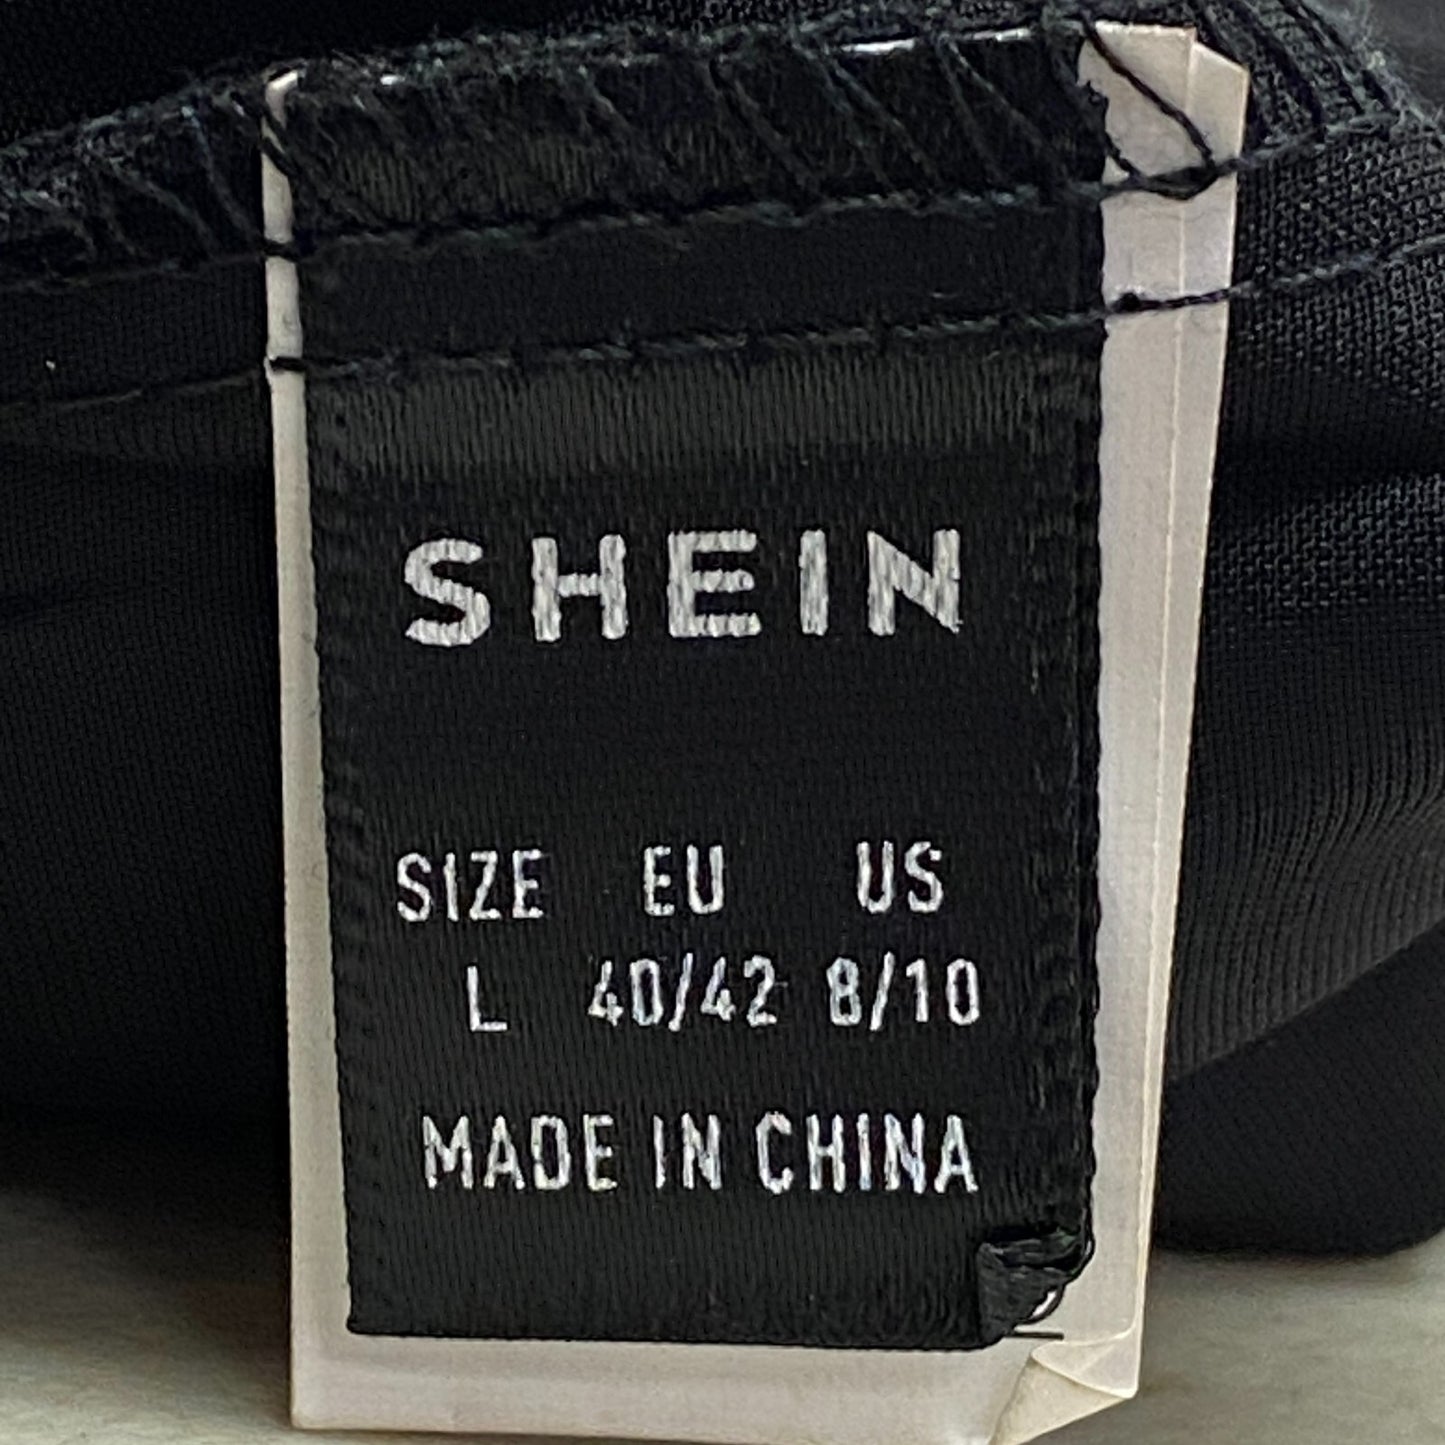 SHEIN
SIZE EU US
L 40/42 8/10
MADE IN CHINA